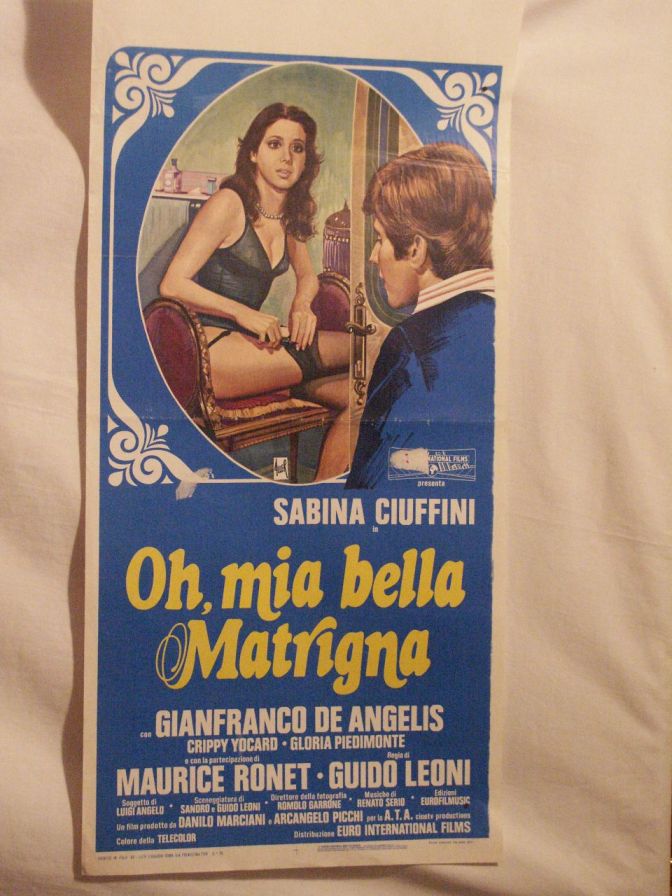 NATIONAL FILMS
presenta
SABINA CIUFFINI
in
Oh, mia bella
Matrigna
con GIANFRANCO DE ANGELIS
CRIPPY YOCARD • GLORIA PIEDIMONTE
e con la partecipazione di Regia di
MAURICE RONET • GUIDO LEONI
Soggetto di LUIGI ANGELO • Sceneggiatura di SANDRO e GUIDO LEONI • Direttore della fotografia ROMOLO GARRONE • Musiche di RENATO SERIO • Edizioni EUROFILMUSIC
Un film prodotto da DANILO MARCIANI e ARCANGELO PICCHI per la A.T.A.
Colore della TELECOLOR Distribuzione EURO INTERNATIONAL FILMS